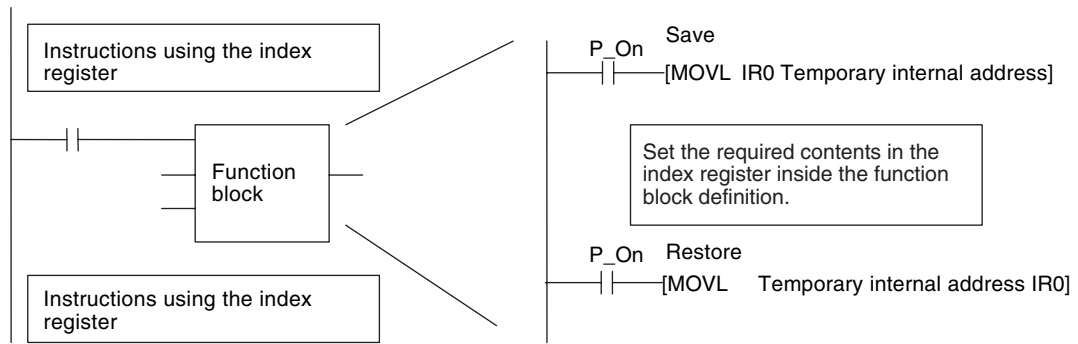 Instructions using the index
register
Function
block
Instructions using the index
register
P_On Save
[MOVL IR0 Temporary internal address]
Set the required contents in the
index register inside the function
block definition.
P_On Restore
[MOVL Temporary internal address IR0]